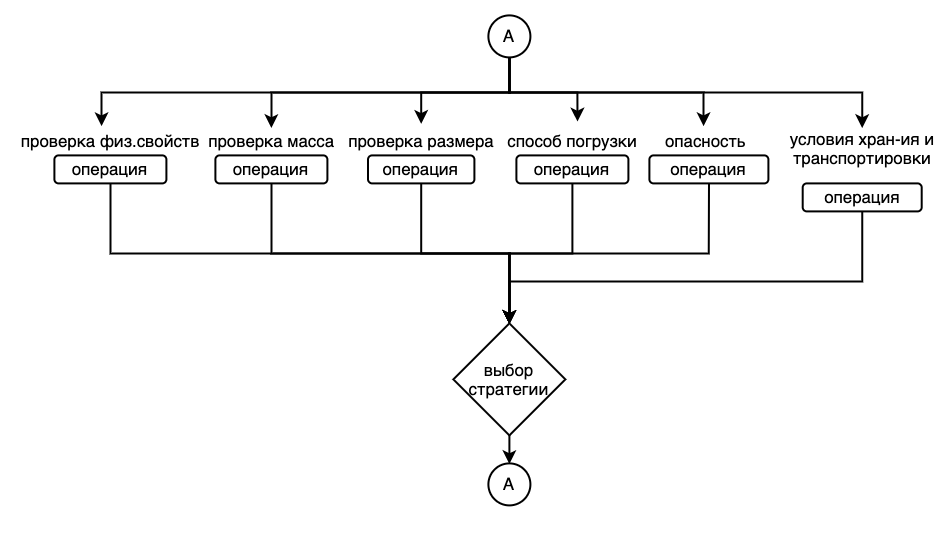 A
проверка физ.свойств
операция
проверка масса
операция
проверка размера
операция
способ погрузки
операция
опасность
операция
условия хран-ия и
транспортировки
операция
выбор
стратегии
A